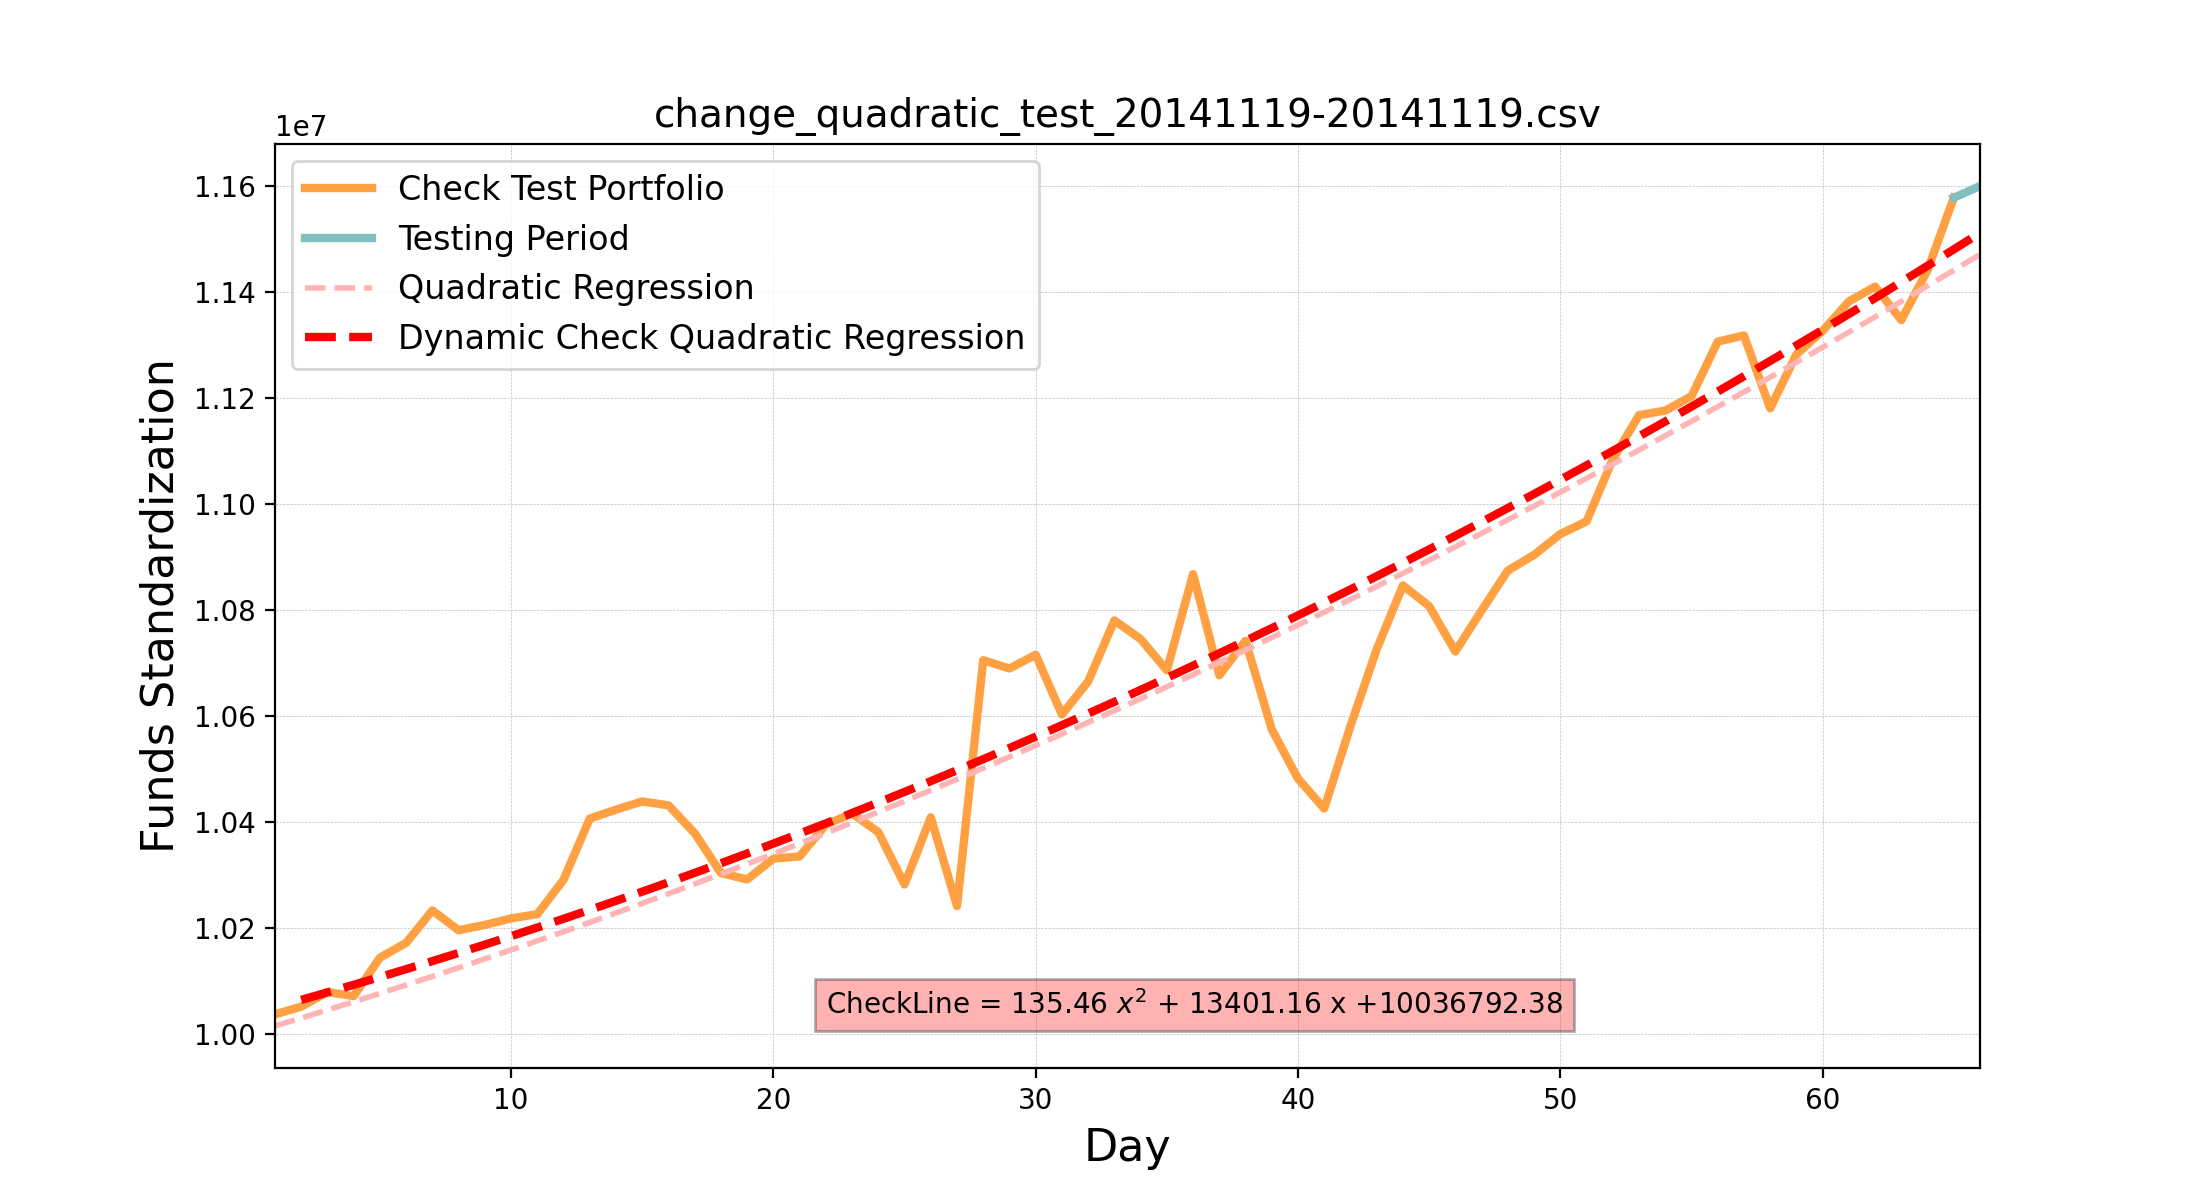 change_quadratic_test_20141119-20141119.csv
1e7
Check Test Portfolio
Testing Period
Quadratic Regression
Dynamic Check Quadratic Regression
1.16
1.14
1.12
1.10
1.08
1.06
1.04
1.02
1.00
Funds Standardization
CheckLine = 135.46 x² + 13401.16 x +10036792.38
10 20 30 40 50 60
Day